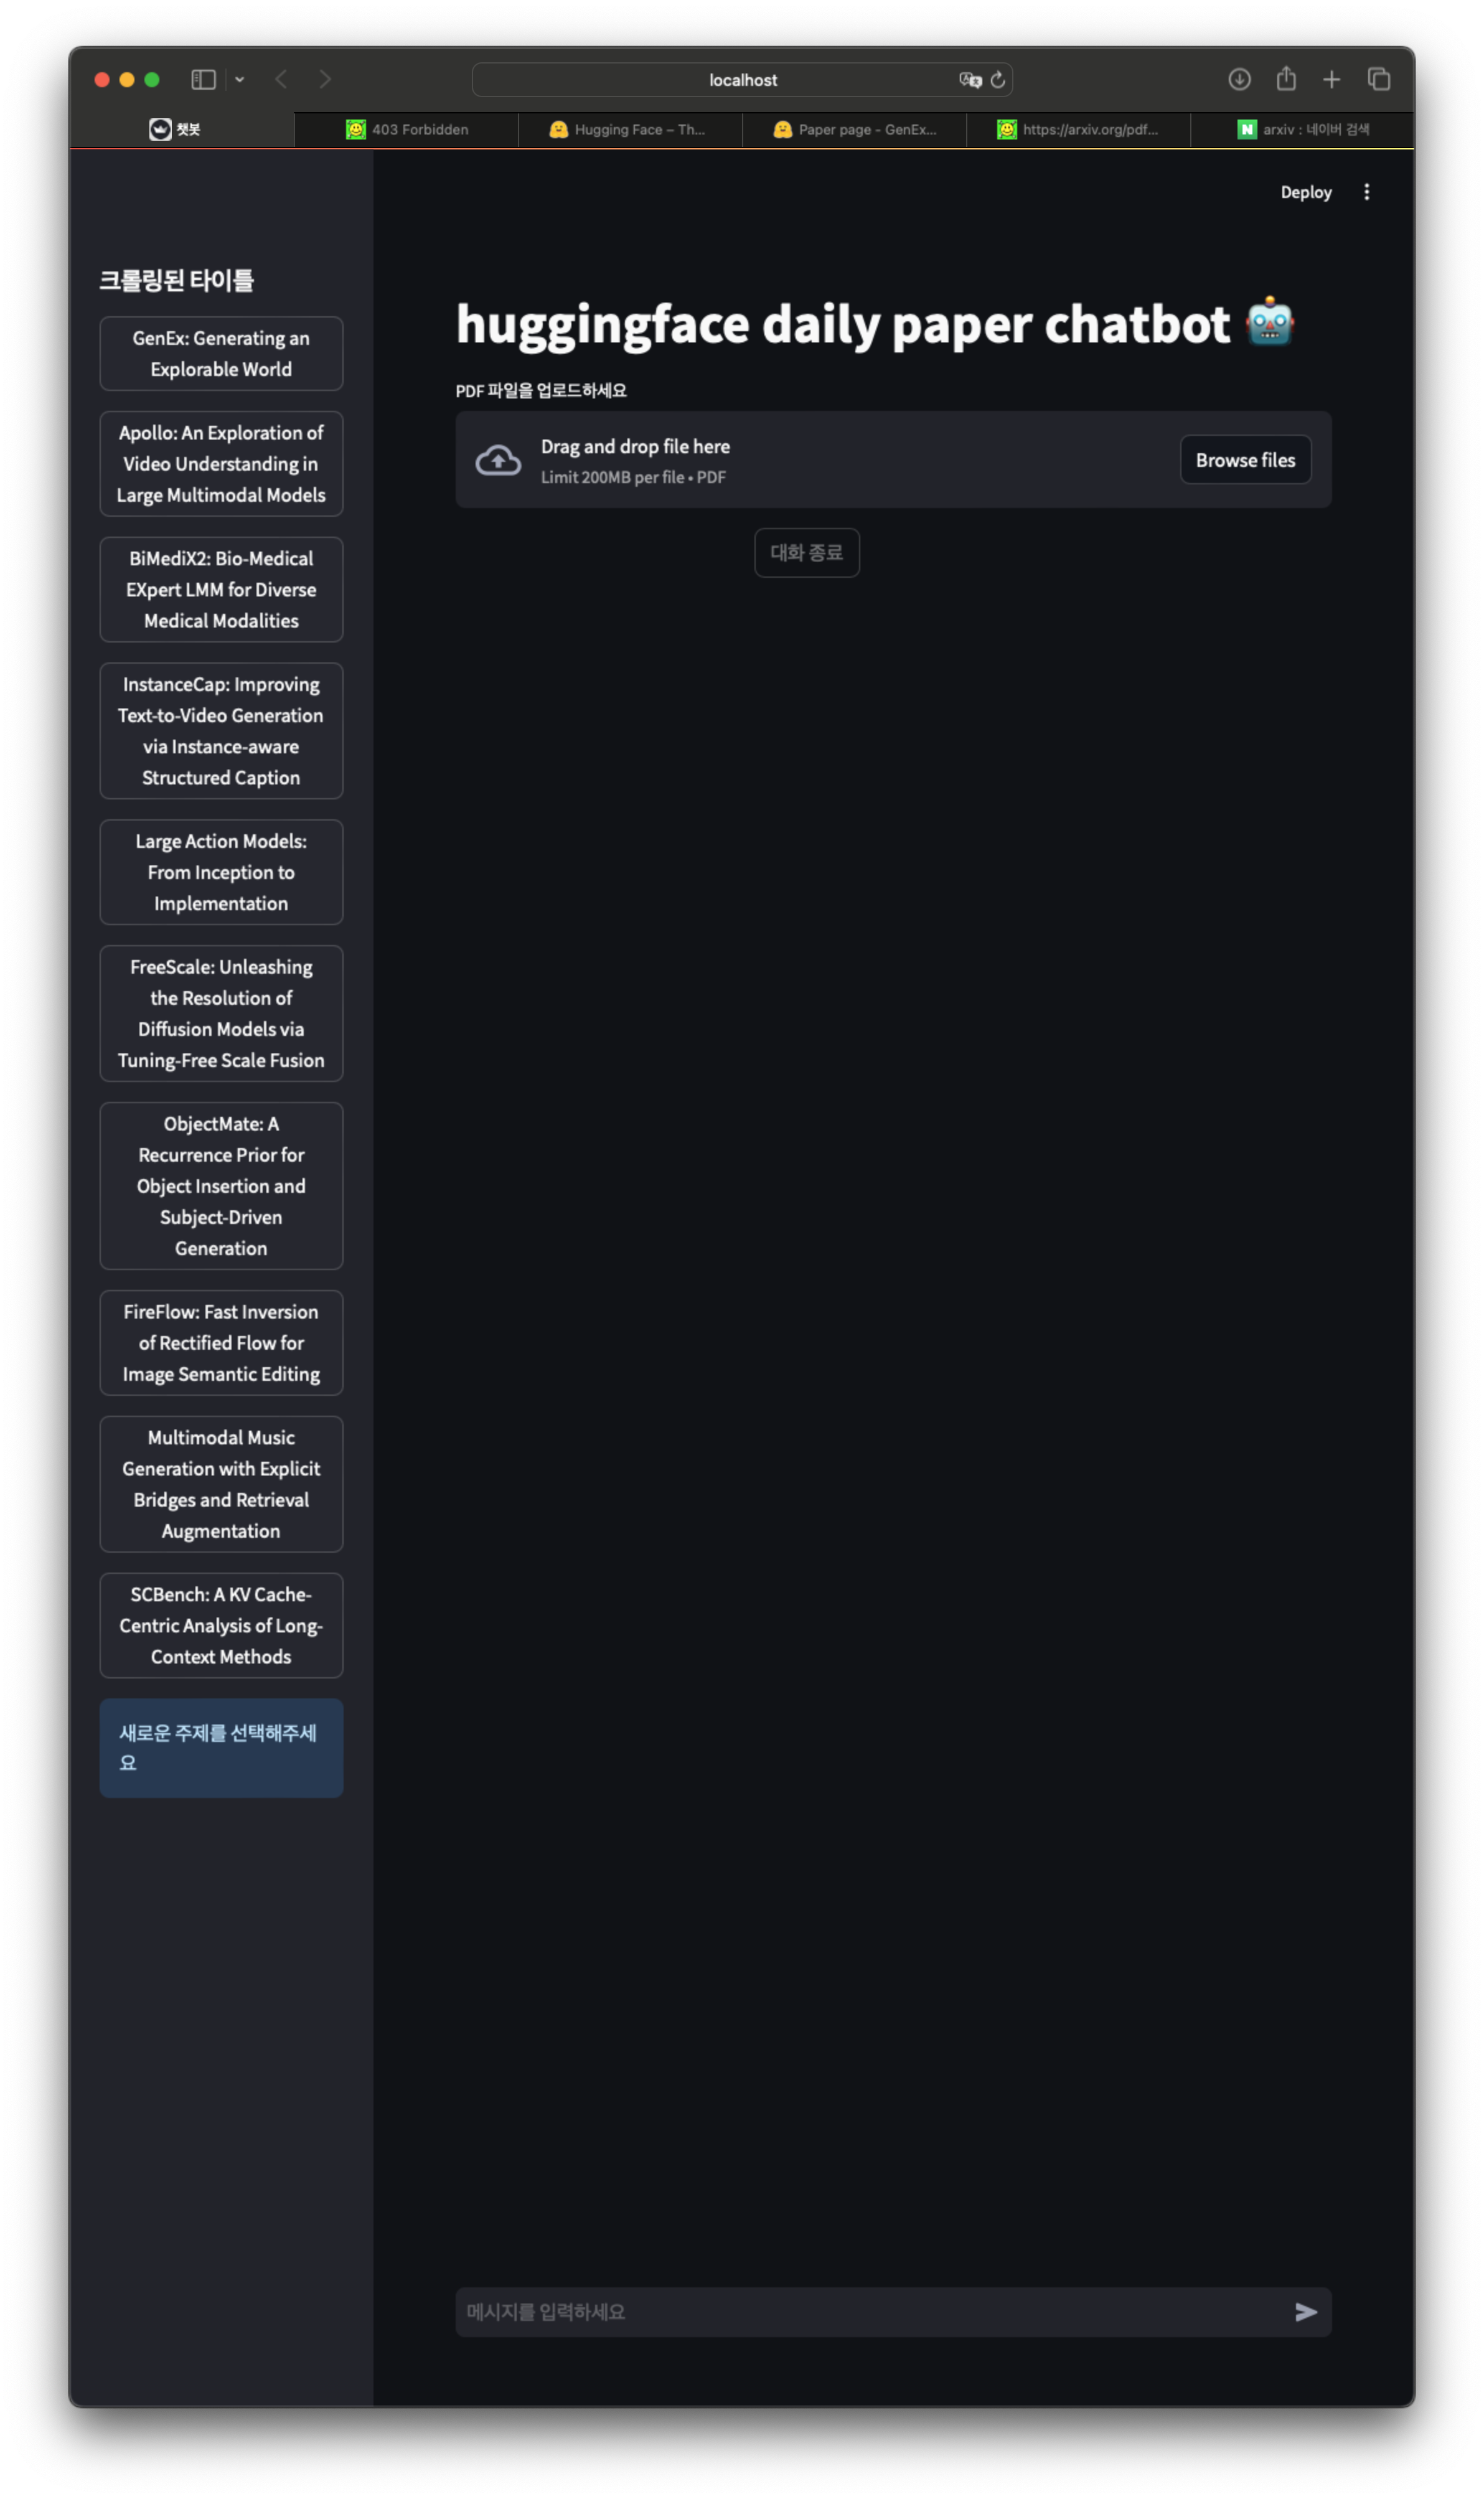 localhost
챗봇
403 Forbidden
Hugging Face – Th...
Paper page - GenEx...
https://arxiv.org/pdf...
arxiv : 네이버 검색
Deploy
크롤링된 타이틀
GenEx: Generating an
Explorable World
Apollo: An Exploration of
Video Understanding in
Large Multimodal Models
BiMediX2: Bio-Medical
EXpert LMM for Diverse
Medical Modalities
InstanceCap: Improving
Text-to-Video Generation
via Instance-aware
Structured Caption
Large Action Models:
From Inception to
Implementation
FreeScale: Unleashing
the Resolution of
Diffusion Models via
Tuning-Free Scale Fusion
ObjectMate: A
Recurrence Prior for
Object Insertion and
Subject-Driven
Generation
FireFlow: Fast Inversion
of Rectified Flow for
Image Semantic Editing
Multimodal Music
Generation with Explicit
Bridges and Retrieval
Augmentation
SCBench: A KV Cache-
Centric Analysis of Long-
Context Methods
새로운 주제를 선택해주세
요
huggingface daily paper chatbot
PDF 파일을 업로드하세요
Drag and drop file here
Limit 200MB per file • PDF
Browse files
대화 종료
메시지를 입력하세요